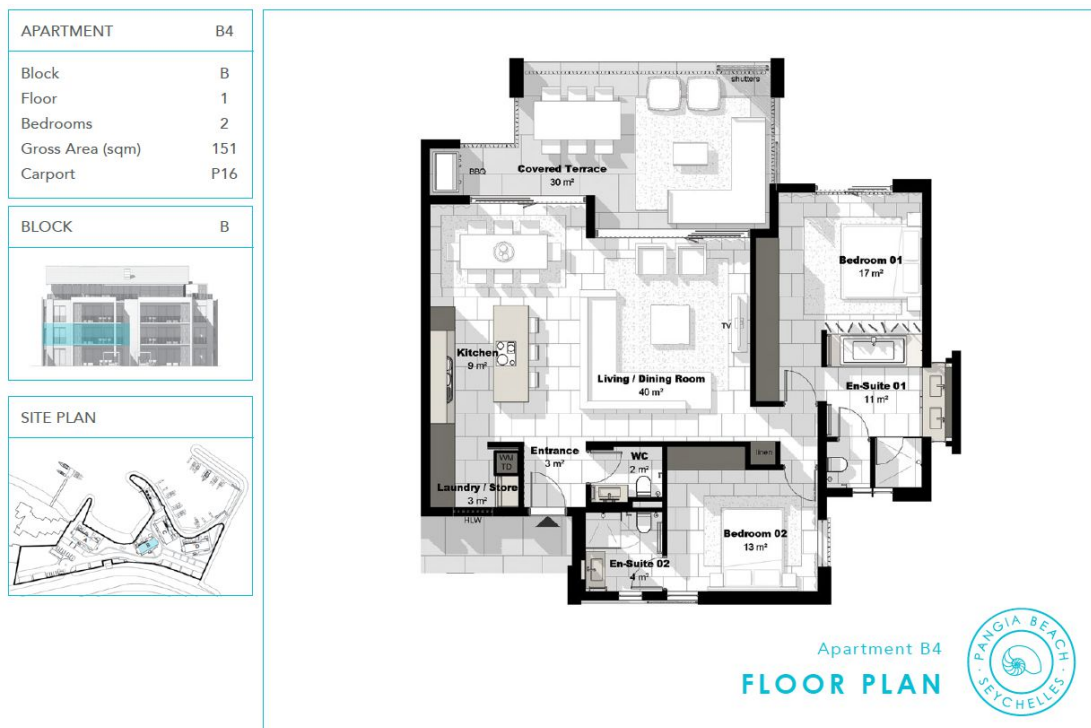 APARTMENT B4
Block B
Floor 1
Bedrooms 2
Gross Area (sqm) 151
Carport P16
BLOCK B
SITE PLAN
shutters
BBQ
Covered Terrace
30 m²
Bedroom 01
17 m²
TV
Kitchen
9 m²
Living / Dining Room
40 m²
En-Suite 01
11 m²
Entrance
3 m²
WC
2 m²
linen
WM
TD
Laundry / Store
3 m²
HLW
Bedroom 02
13 m²
En-Suite 02
4 m²
Apartment B4
FLOOR PLAN
PANGIA BEACH
SEYCHELLES